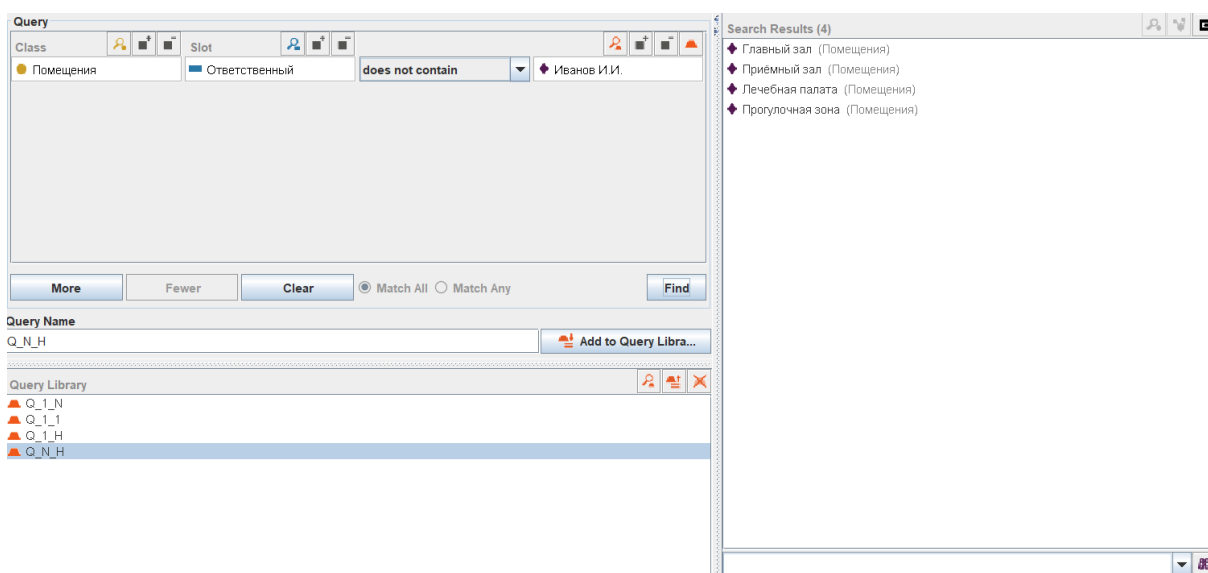 Query
Class
Slot
Помещения
Ответственный
does not contain
Иванов И.И.
More
Fewer
Clear
Match All
Match Any
Find
Query Name
Q_N_H
Add to Query Libra...
Query Library
Q_1_N
Q_1_1
Q_1_H
Q_N_H
Search Results (4)
Главный зал (Помещения)
Приёмный зал (Помещения)
Лечебная палата (Помещения)
Прогулочная зона (Помещения)